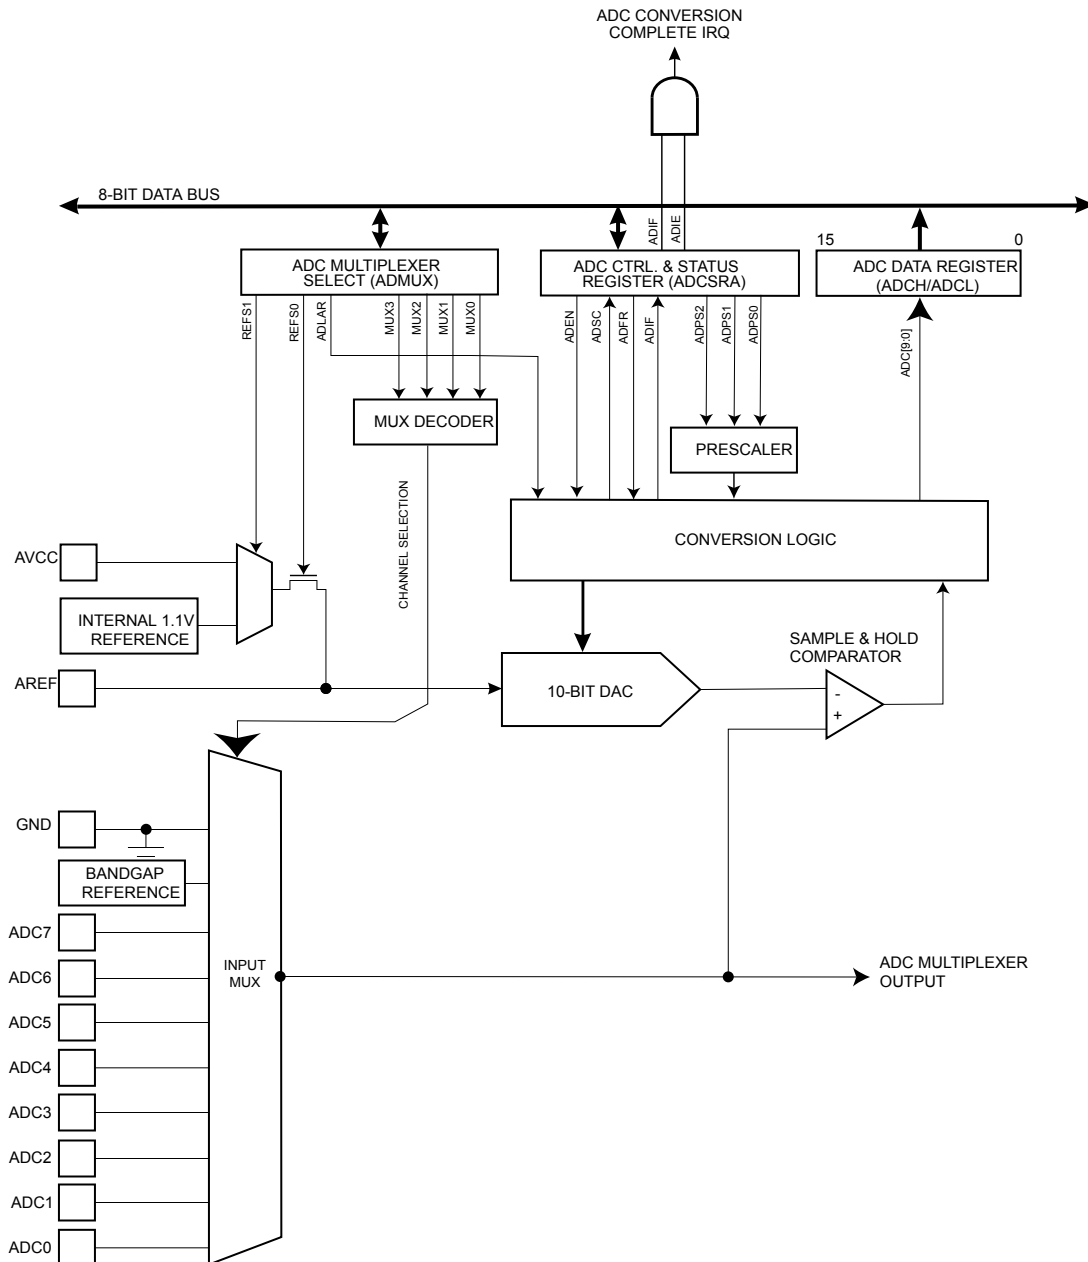 ADC CONVERSION
COMPLETE IRQ
8-BIT DATA BUS
ADIF
ADIE
15
0
ADC MULTIPLEXER
SELECT (ADMUX)
ADC CTRL. & STATUS
REGISTER (ADCSRA)
ADC DATA REGISTER
(ADCH/ADCL)
REFS1
REFS0
ADLAR
MUX3
MUX2
MUX1
MUX0
ADEN
ADSC
ADFR
ADIF
ADPS2
ADPS1
ADPS0
ADC[9:0]
MUX DECODER
PRESCALER
CHANNEL SELECTION
CONVERSION LOGIC
AVCC
INTERNAL 1.1V
REFERENCE
SAMPLE & HOLD
COMPARATOR
AREF
10-BIT DAC
-
+
GND
BANDGAP
REFERENCE
ADC7
ADC6
INPUT
MUX
ADC MULTIPLEXER
OUTPUT
ADC5
ADC4
ADC3
ADC2
ADC1
ADC0